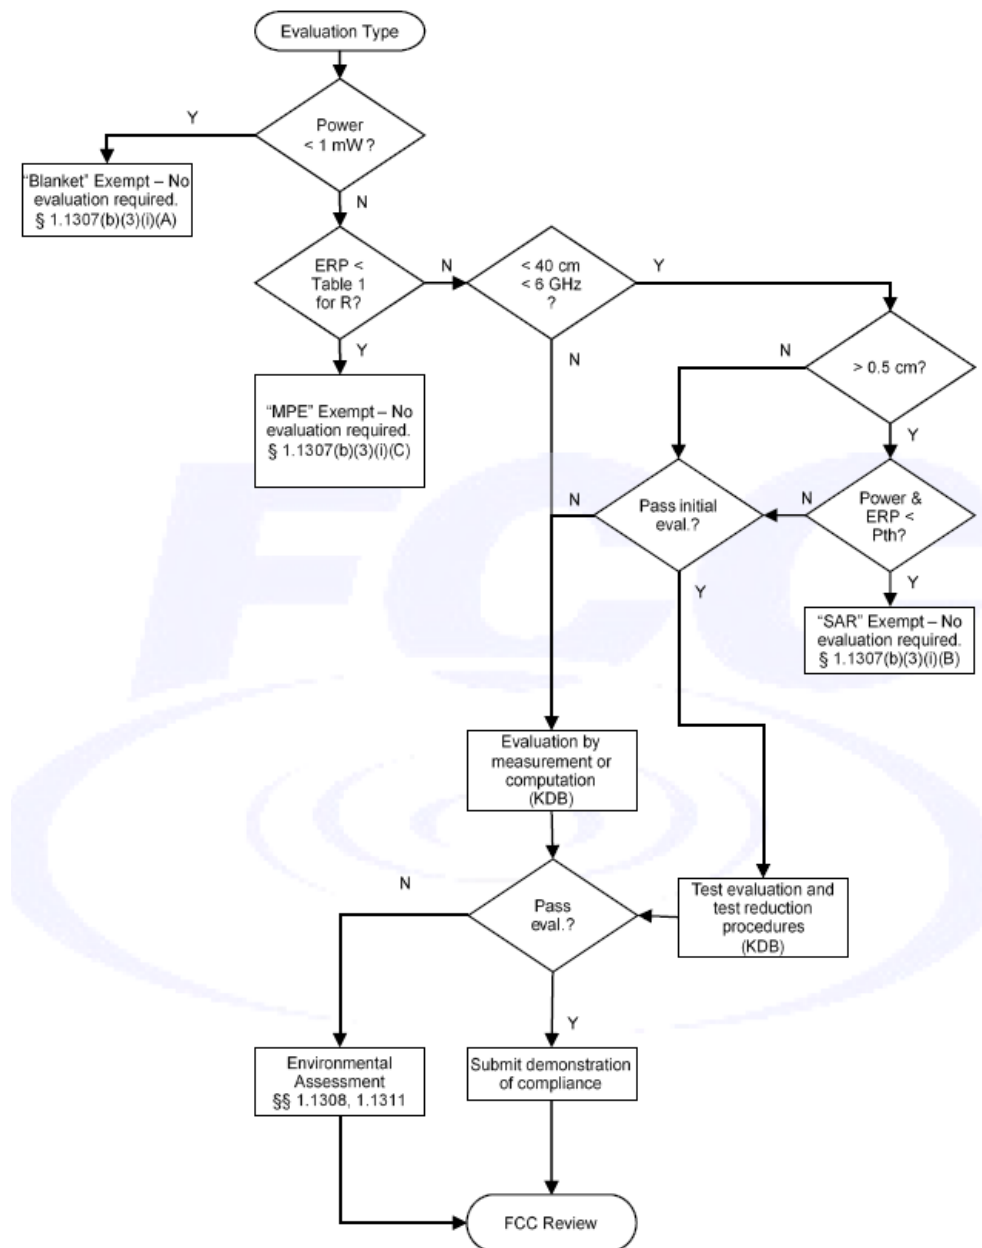 Evaluation Type
Y
Power
< 1 mW?
"Blanket" Exempt – No
evaluation required.
§ 1.1307(b)(3)(i)(A)
N
ERP <
Table 1
for R?
N
< 40 cm
< 6 GHz
?
Y
Y
N
N
> 0.5 cm?
"MPE" Exempt – No
evaluation required.
§ 1.1307(b)(3)(i)(C)
Y
N
Pass initial
eval.?
N
Power &
ERP <
Pth?
Y
Y
"SAR" Exempt – No
evaluation required.
§ 1.1307(b)(3)(i)(B)
FCC
Evaluation by
measurement or
computation
(KDB)
N
Pass
eval.?
Test evaluation and
test reduction
procedures
(KDB)
Y
Environmental
Assessment
§§ 1.1308, 1.1311
Submit demonstration
of compliance
FCC Review